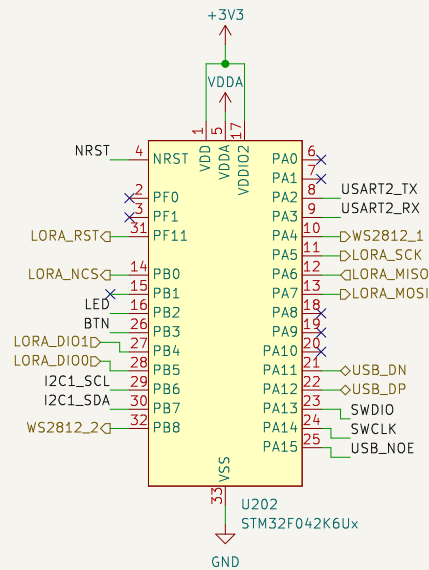 +3V3
VDDA
1 5 17
VDD VDDA VDDIO2
NRST 4 NRST
2 PF0
3 PF1
LORA_RST 31 PF11
LORA_NCS 14 PB0
15 PB1
LED 16 PB2
BTN 26 PB3
LORA_DIO1 27 PB4
LORA_DIO0 28 PB5
I2C1_SCL 29 PB6
I2C1_SDA 30 PB7
WS2812_2 32 PB8
PA0 6
PA1 7
PA2 8 USART2_TX
PA3 9 USART2_RX
PA4 10 WS2812_1
PA5 11 LORA_SCK
PA6 12 LORA_MISO
PA7 13 LORA_MOSI
PA8 18
PA9 19
PA10 20
PA11 21 USB_DN
PA12 22 USB_DP
PA13 23 SWDIO
PA14 24 SWCLK
PA15 25 USB_NOE
VSS
33
U202
STM32F042K6Ux
GND